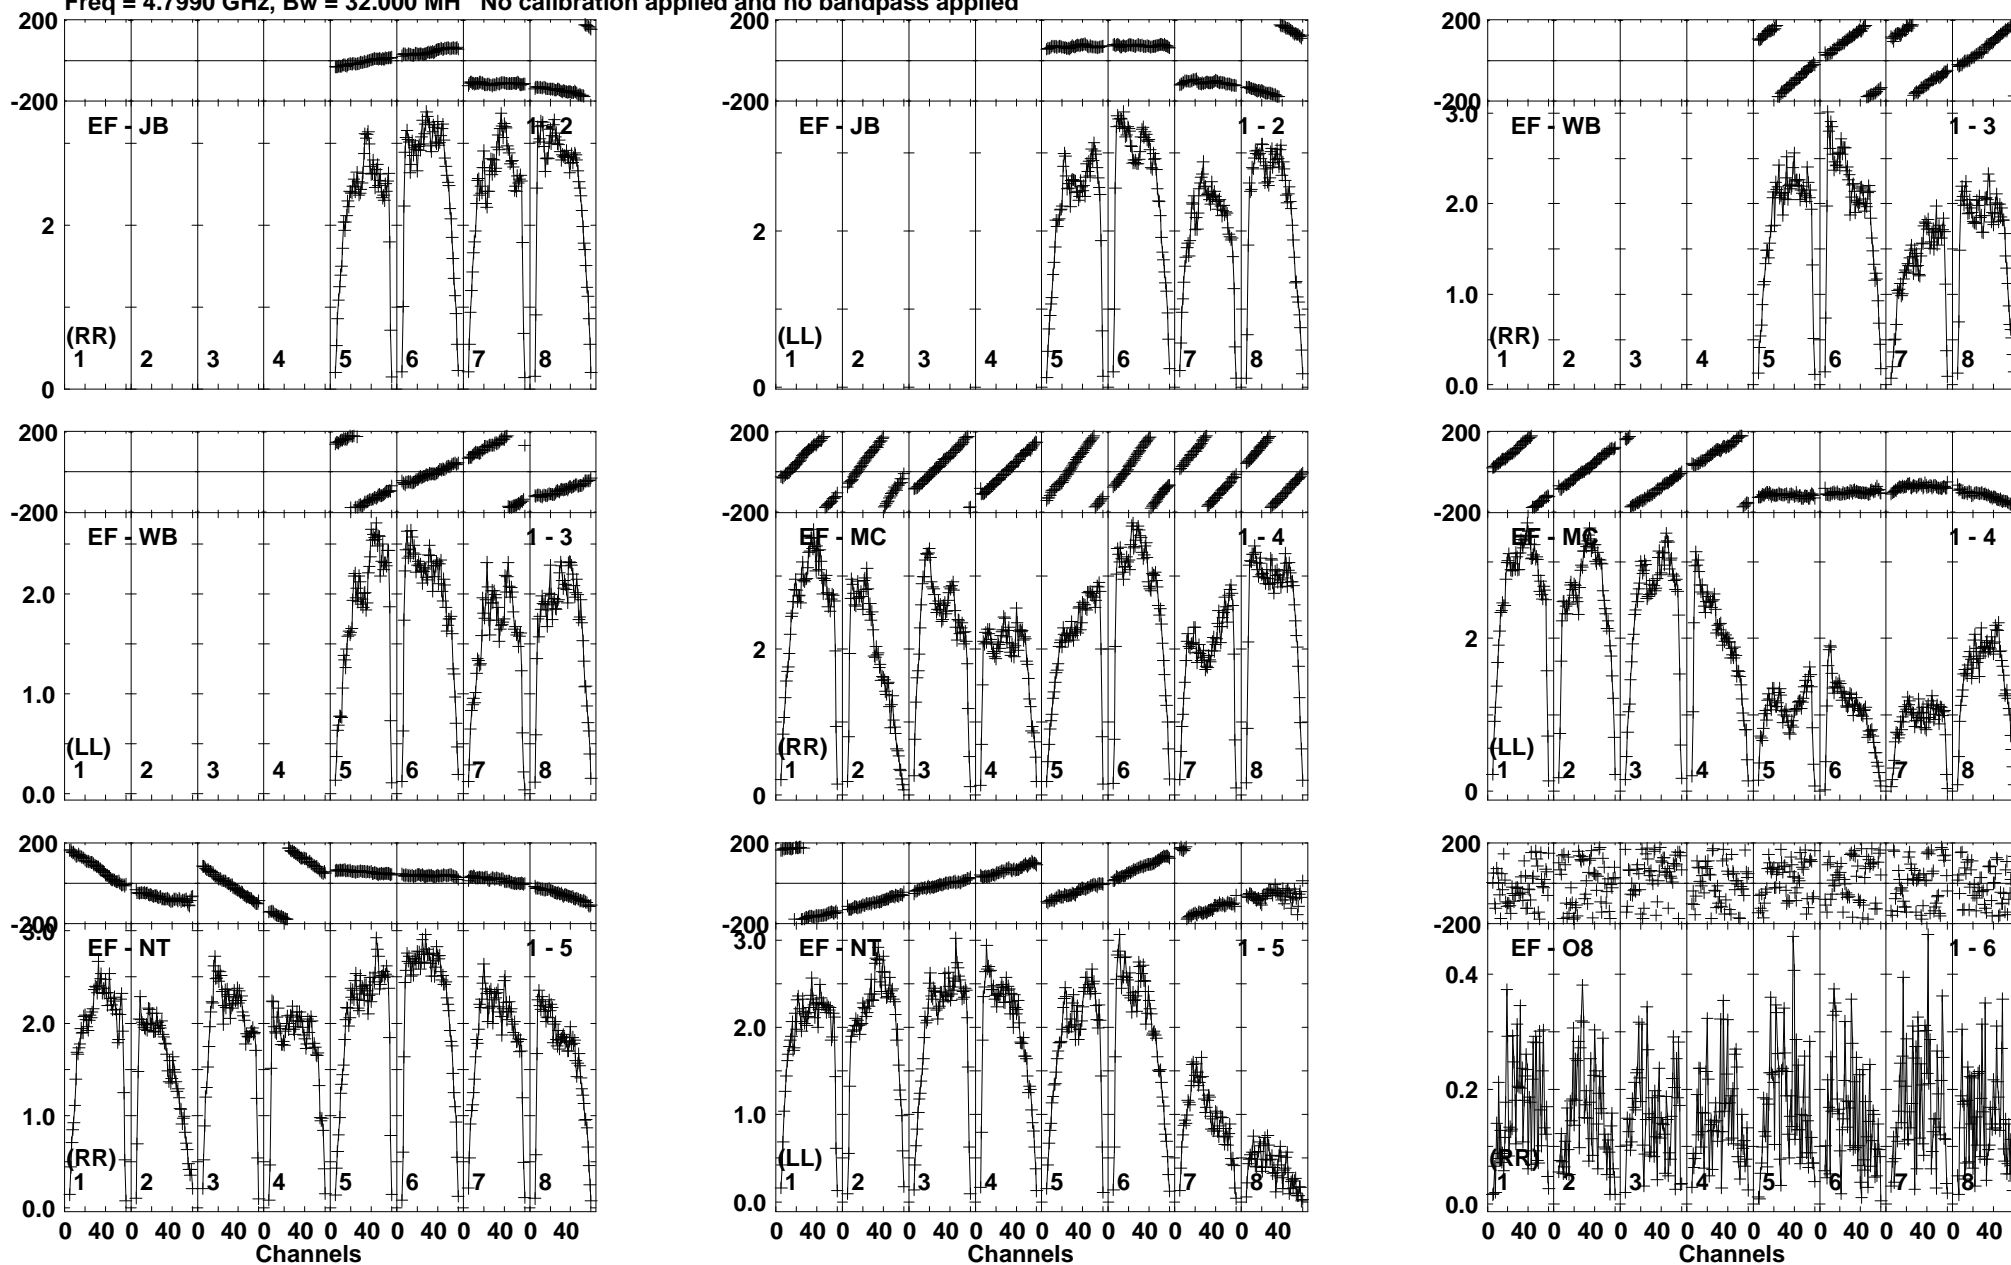 Freq = 4.7990 GHz, Bw = 32.000 MH No calibration applied and no bandpass applied
200 200 200
-200 -200 -200
EF - JB 1 - 2 EF - JB 1 - 2 3.0 EF - WB 1 - 3
2 2 2.0
1.0
(RR) (LL) (RR)
1 2 3 4 5 6 7 8 1 2 3 4 5 6 7 8 1 2 3 4 5 6 7 8
0 0 0.0
200 200 200
-200 -200 -200
EF - WB 1 - 3 EF - MC 1 - 4 EF - MC 1 - 4
2.0 2 2
1.0
(LL) (RR) (LL)
1 2 3 4 5 6 7 8 1 2 3 4 5 6 7 8 1 2 3 4 5 6 7 8
0.0 0 0
200 200 200
-200 -200 -200
3.0 EF - NT 1 - 5 3.0 EF - NT 1 - 5 EF - O8 1 - 6
2.0 2.0 0.4
1.0 1.0 0.2
(RR) (LL) (RR)
1 2 3 4 5 6 7 8 1 2 3 4 5 6 7 8 1 2 3 4 5 6 7 8
0.0 0.0 0.0
0 40 0 40 0 40 0 40 0 40 0 40 0 40 0 40 0 40 0 40 0 40 0 40 0 40 0 40 0 40 0 40 0 40 0 40 0 40 0 40 0 40 0 40 0 40 0 40
Channels Channels Channels